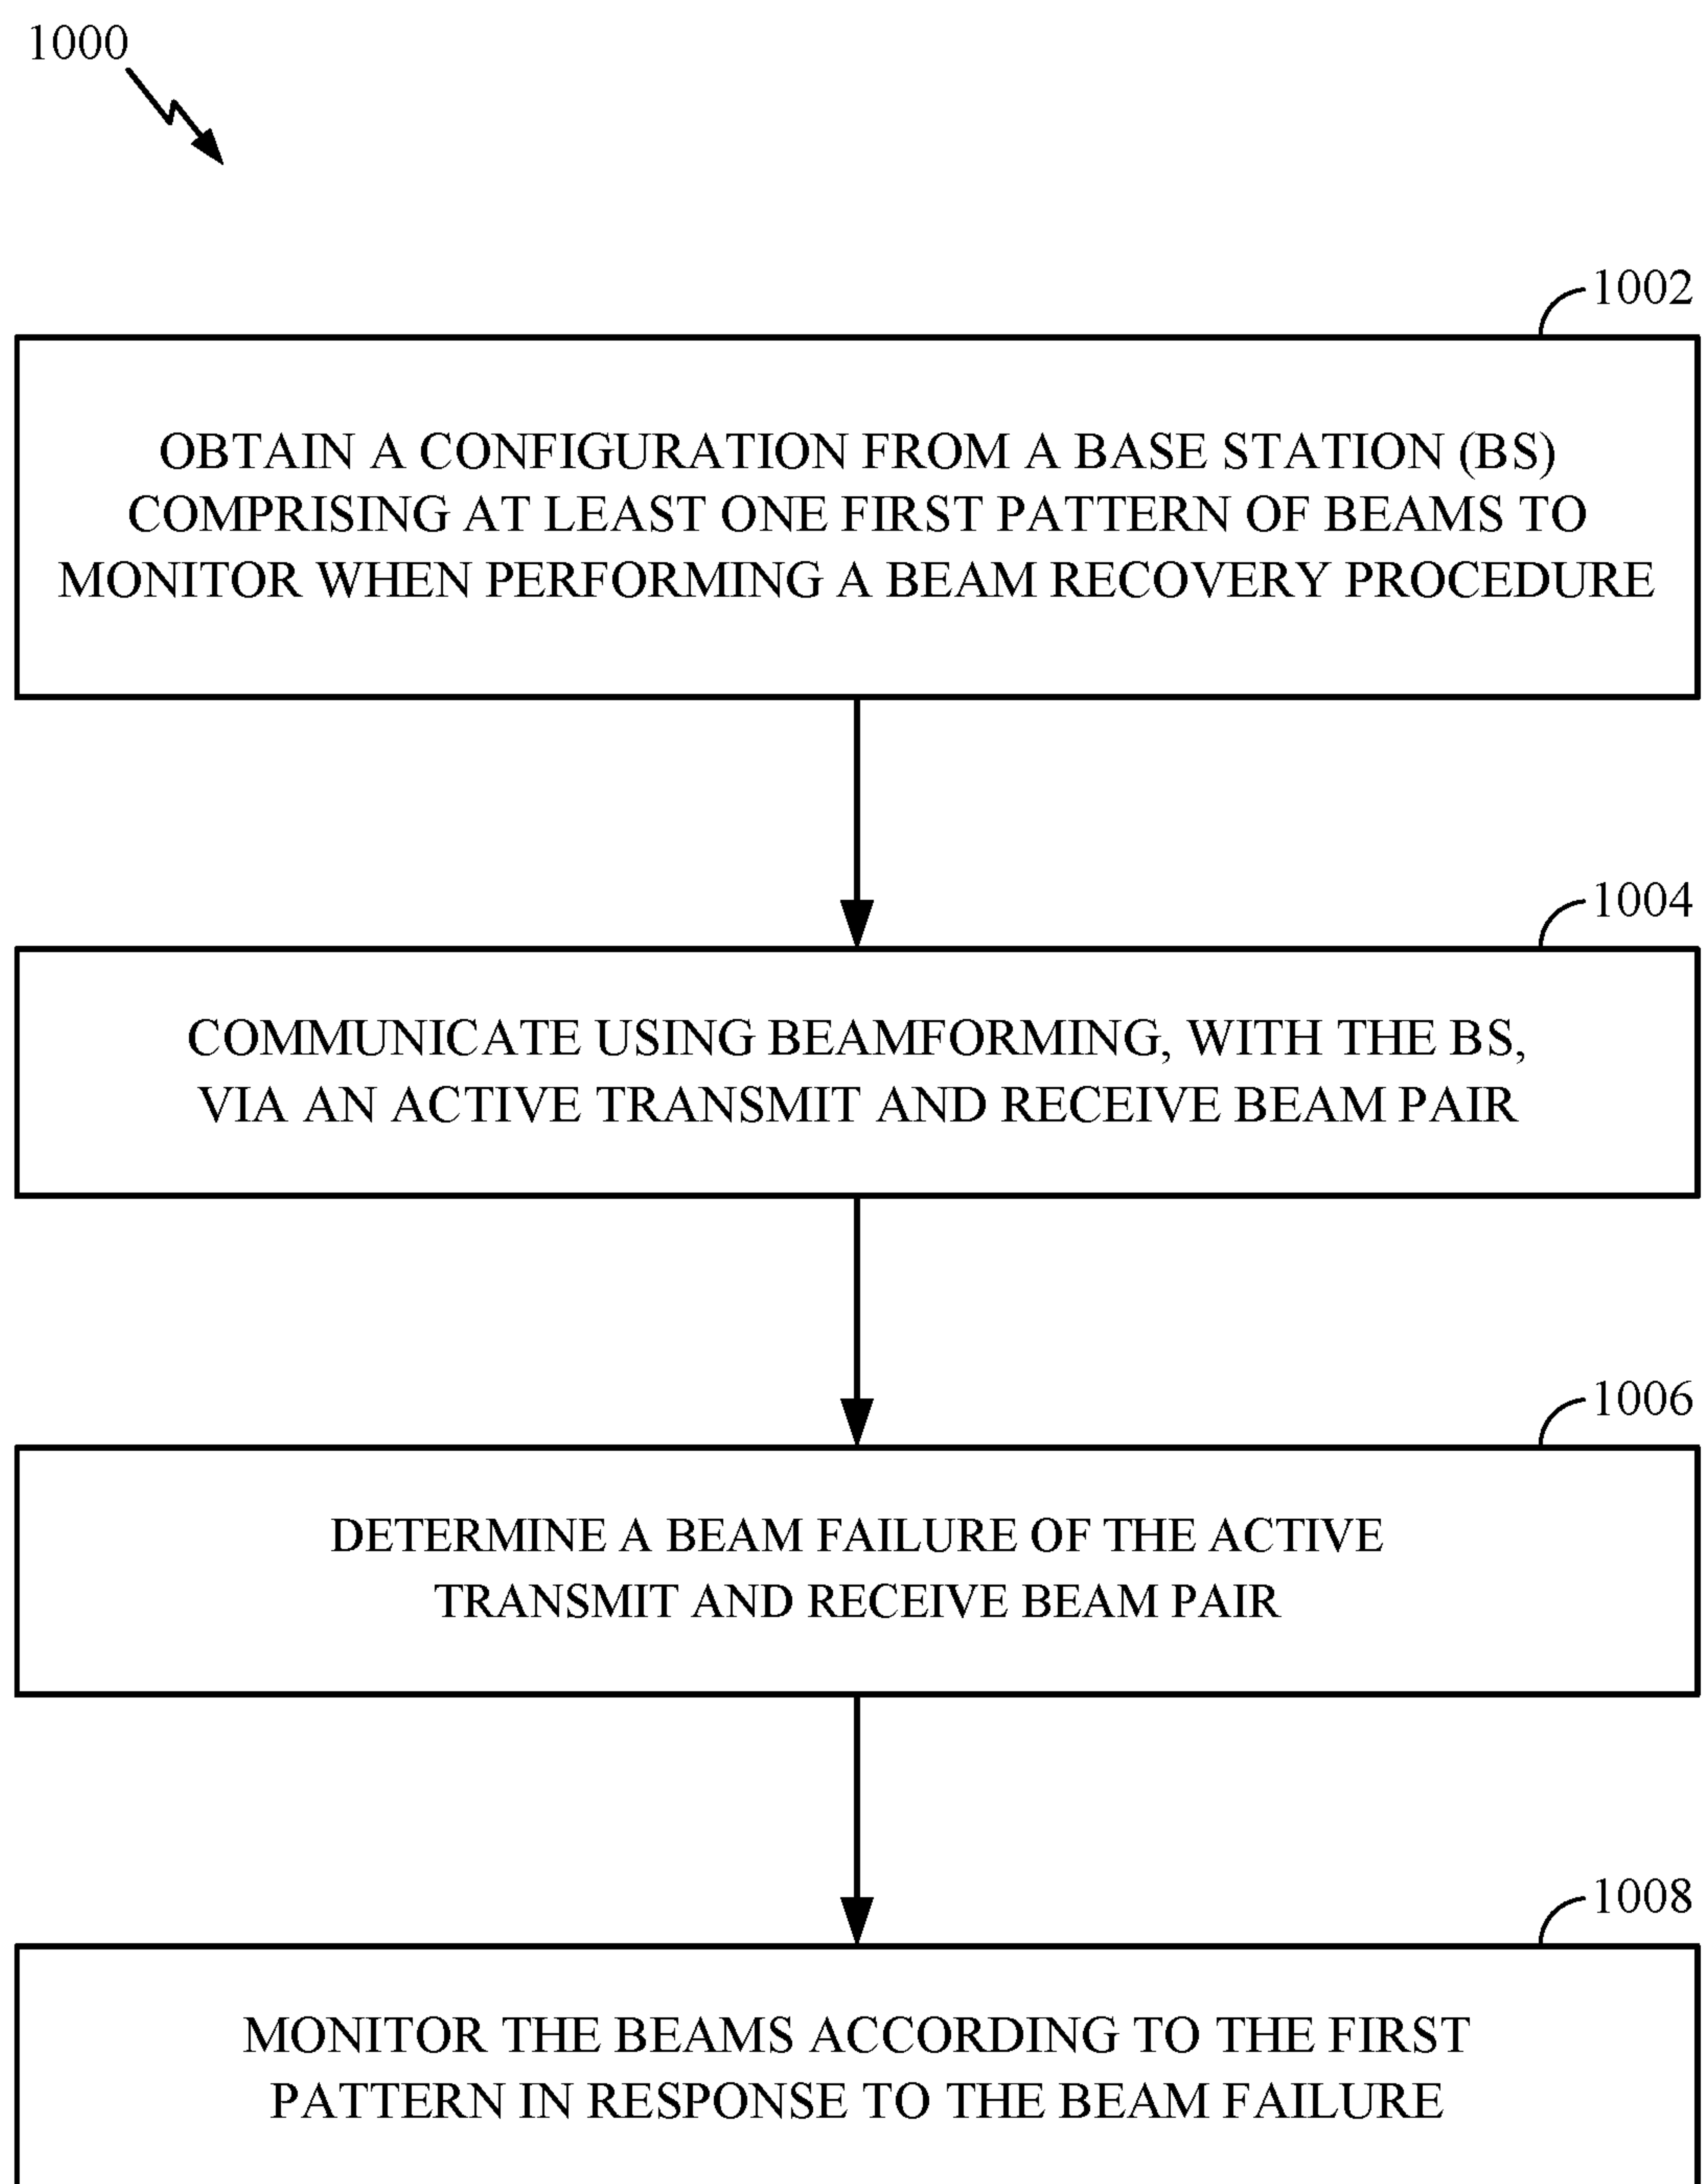 1000
1002
OBTAIN A CONFIGURATION FROM A BASE STATION (BS)
COMPRISING AT LEAST ONE FIRST PATTERN OF BEAMS TO
MONITOR WHEN PERFORMING A BEAM RECOVERY PROCEDURE
1004
COMMUNICATE USING BEAMFORMING, WITH THE BS,
VIA AN ACTIVE TRANSMIT AND RECEIVE BEAM PAIR
1006
DETERMINE A BEAM FAILURE OF THE ACTIVE
TRANSMIT AND RECEIVE BEAM PAIR
1008
MONITOR THE BEAMS ACCORDING TO THE FIRST
PATTERN IN RESPONSE TO THE BEAM FAILURE